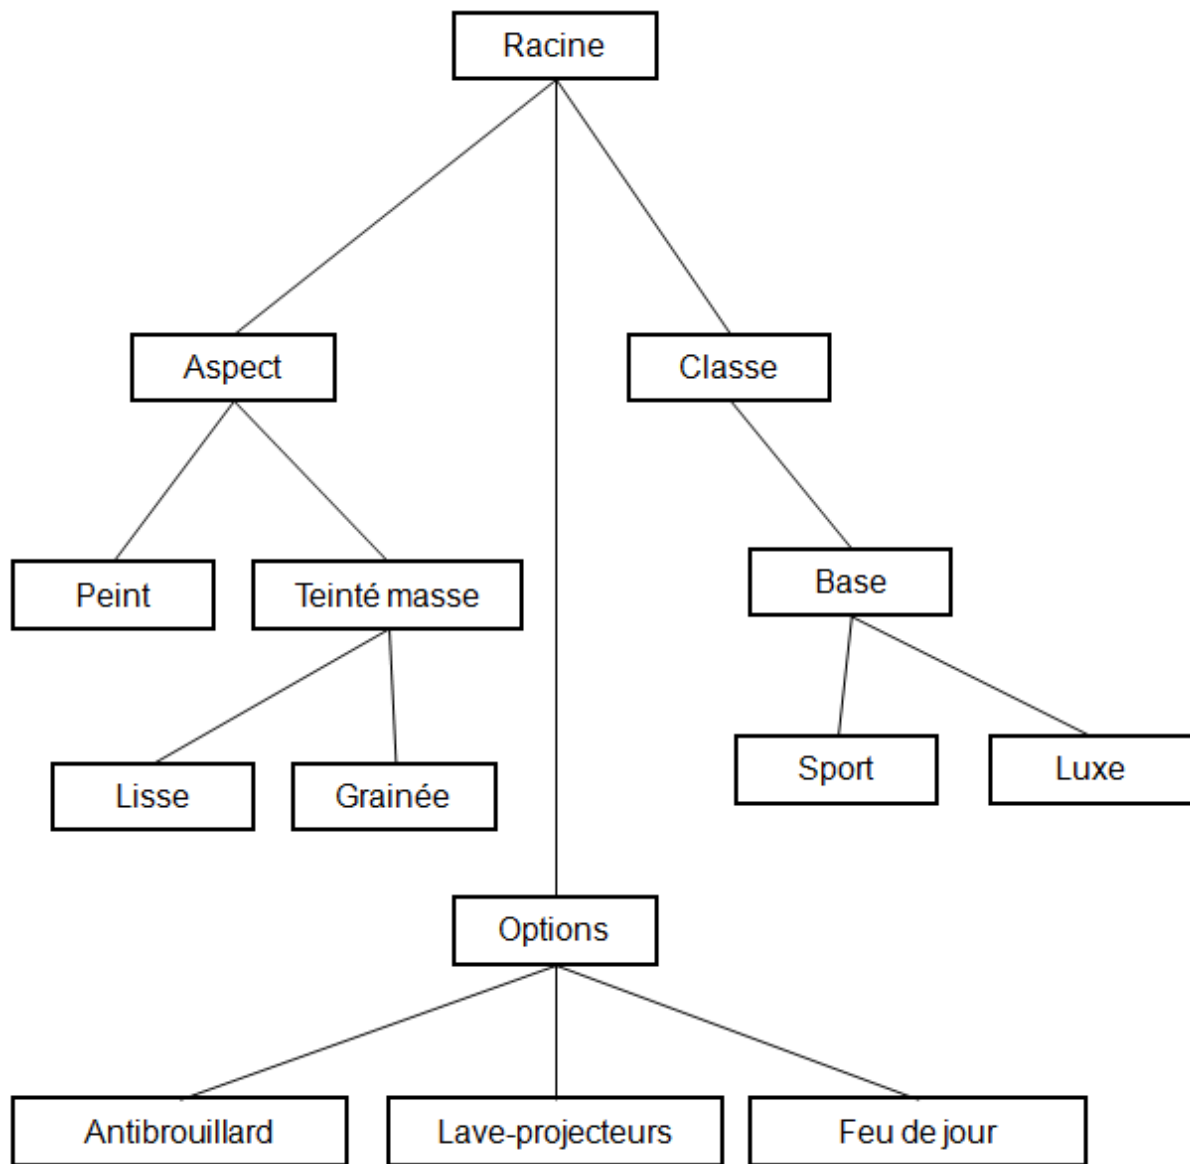 Racine
Aspect
Classe
Base
Peint
Teinté masse
Sport
Luxe
Lisse
Grainée
Options
Antibrouillard
Lave-projecteurs
Feu de jour